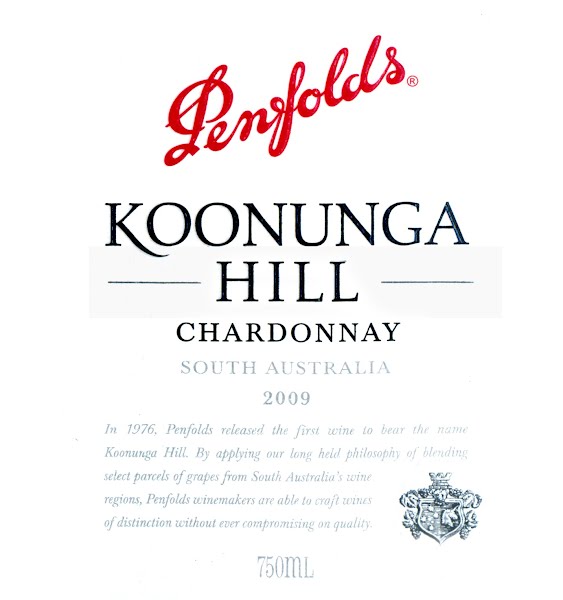 Penfolds®
KOONUNGA
HILL
CHARDONNAY
SOUTH AUSTRALIA
2009
In 1976, Penfolds released the first wine to bear the name
Koonunga Hill. By applying our long held philosophy of blending
select parcels of grapes from South Australia's wine
regions, Penfolds winemakers are able to craft wines
of distinction without ever compromising on quality.
750ML